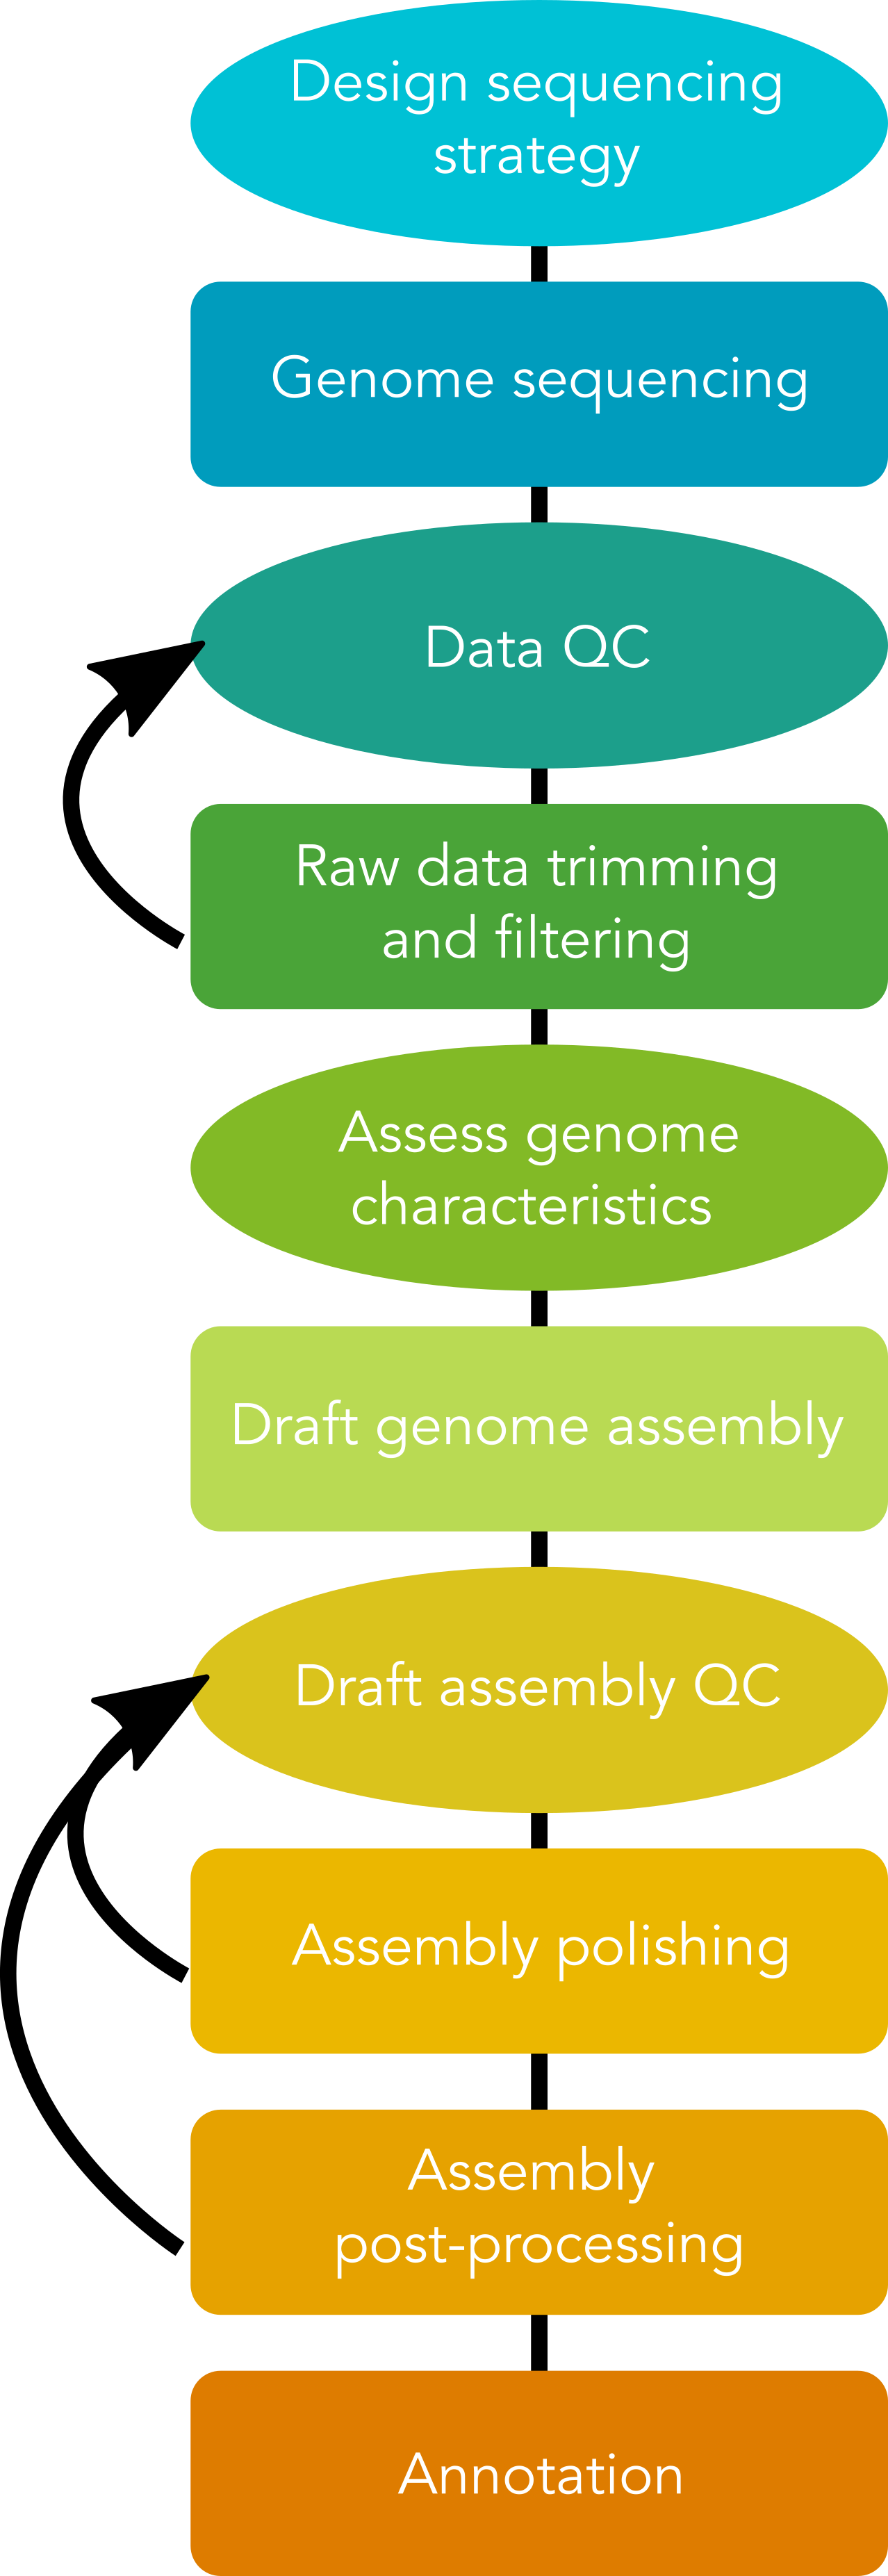 Design sequencing
strategy
Genome sequencing
Data QC
Raw data trimming
and filtering
Assess genome
characteristics
Draft genome assembly
Draft assembly QC
Assembly polishing
Assembly
post-processing
Annotation